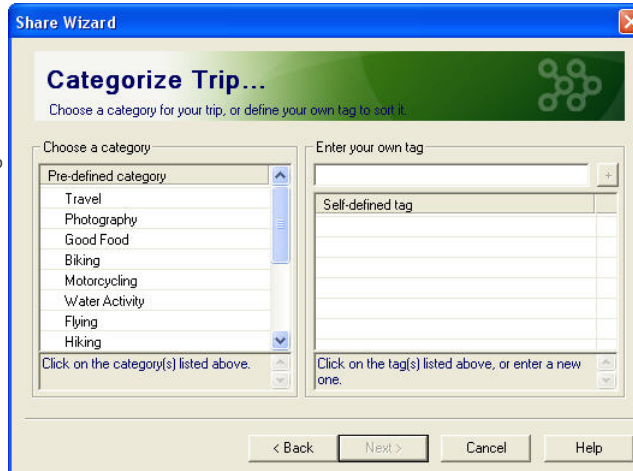 Share Wizard
Categorize Trip...
Choose a category for your trip, or define your own tag to sort it.
Choose a category
Pre-defined category
Travel
Photography
Good Food
Biking
Motorcycling
Water Activity
Flying
Hiking
Click on the category(s) listed above.
Enter your own tag
+
Self-defined tag
Click on the tag(s) listed above, or enter a new
one.
< Back
Next >
Cancel
Help